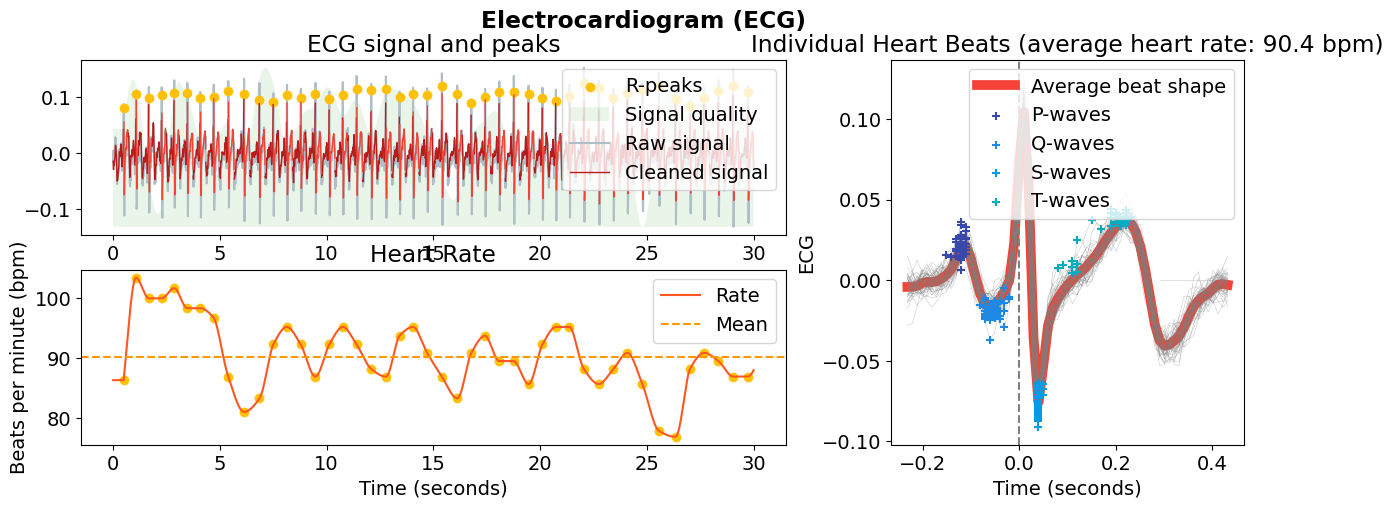 Electrocardiogram (ECG)
ECG signal and peaks
0.1
0.0
−0.1
R-peaks
Signal quality
Raw signal
Cleaned signal
0
5
10
15
20
25
30
Heart Rate
Beats per minute (bpm)
100
90
80
Rate
Mean
0
5
10
15
20
25
30
Time (seconds)
Individual Heart Beats (average heart rate: 90.4 bpm)
ECG
0.10
0.05
0.00
−0.05
−0.10
Average beat shape
P-waves
Q-waves
S-waves
T-waves
−0.2
0.0
0.2
0.4
Time (seconds)